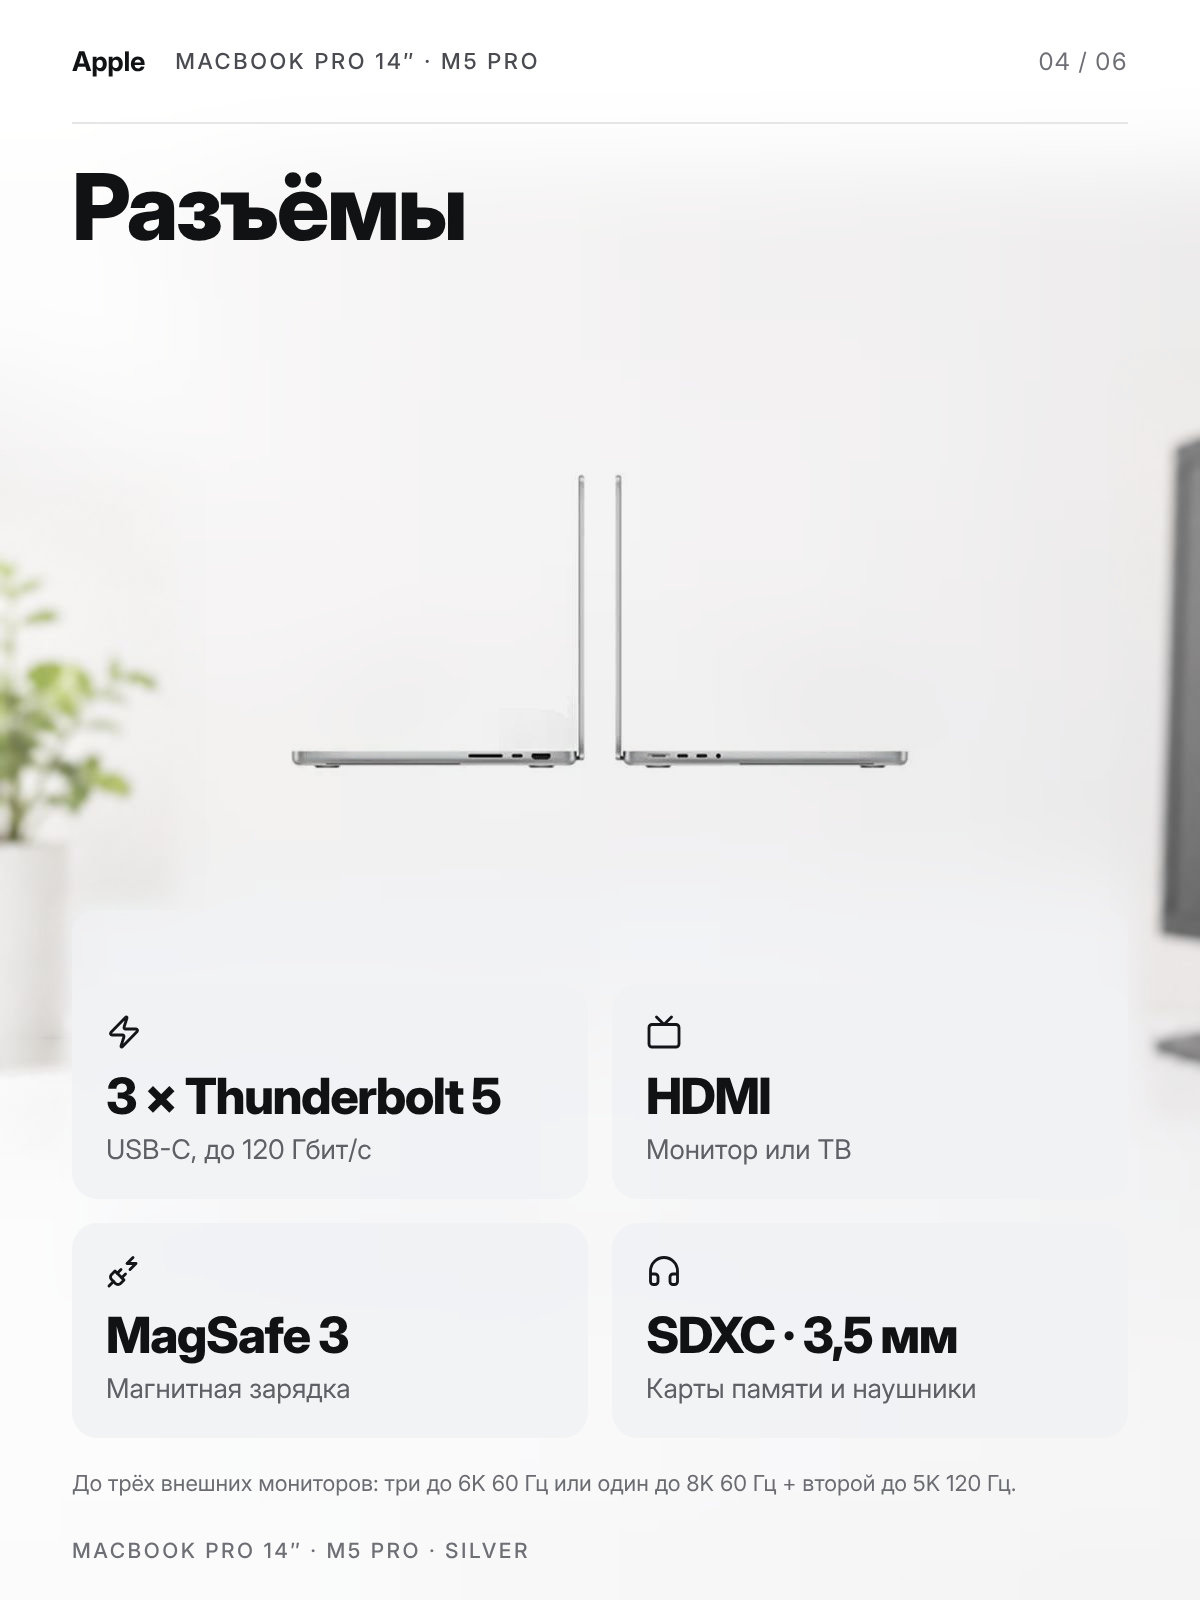 Apple MACBOOK PRO 14″ · M5 PRO 04 / 06
Разъёмы
3 × Thunderbolt 5
USB-C, до 120 Гбит/с
HDMI
Монитор или ТВ
MagSafe 3
Магнитная зарядка
SDXC · 3,5 мм
Карты памяти и наушники
До трёх внешних мониторов: три до 6K 60 Гц или один до 8K 60 Гц + второй до 5K 120 Гц.
MACBOOK PRO 14″ · M5 PRO · SILVER